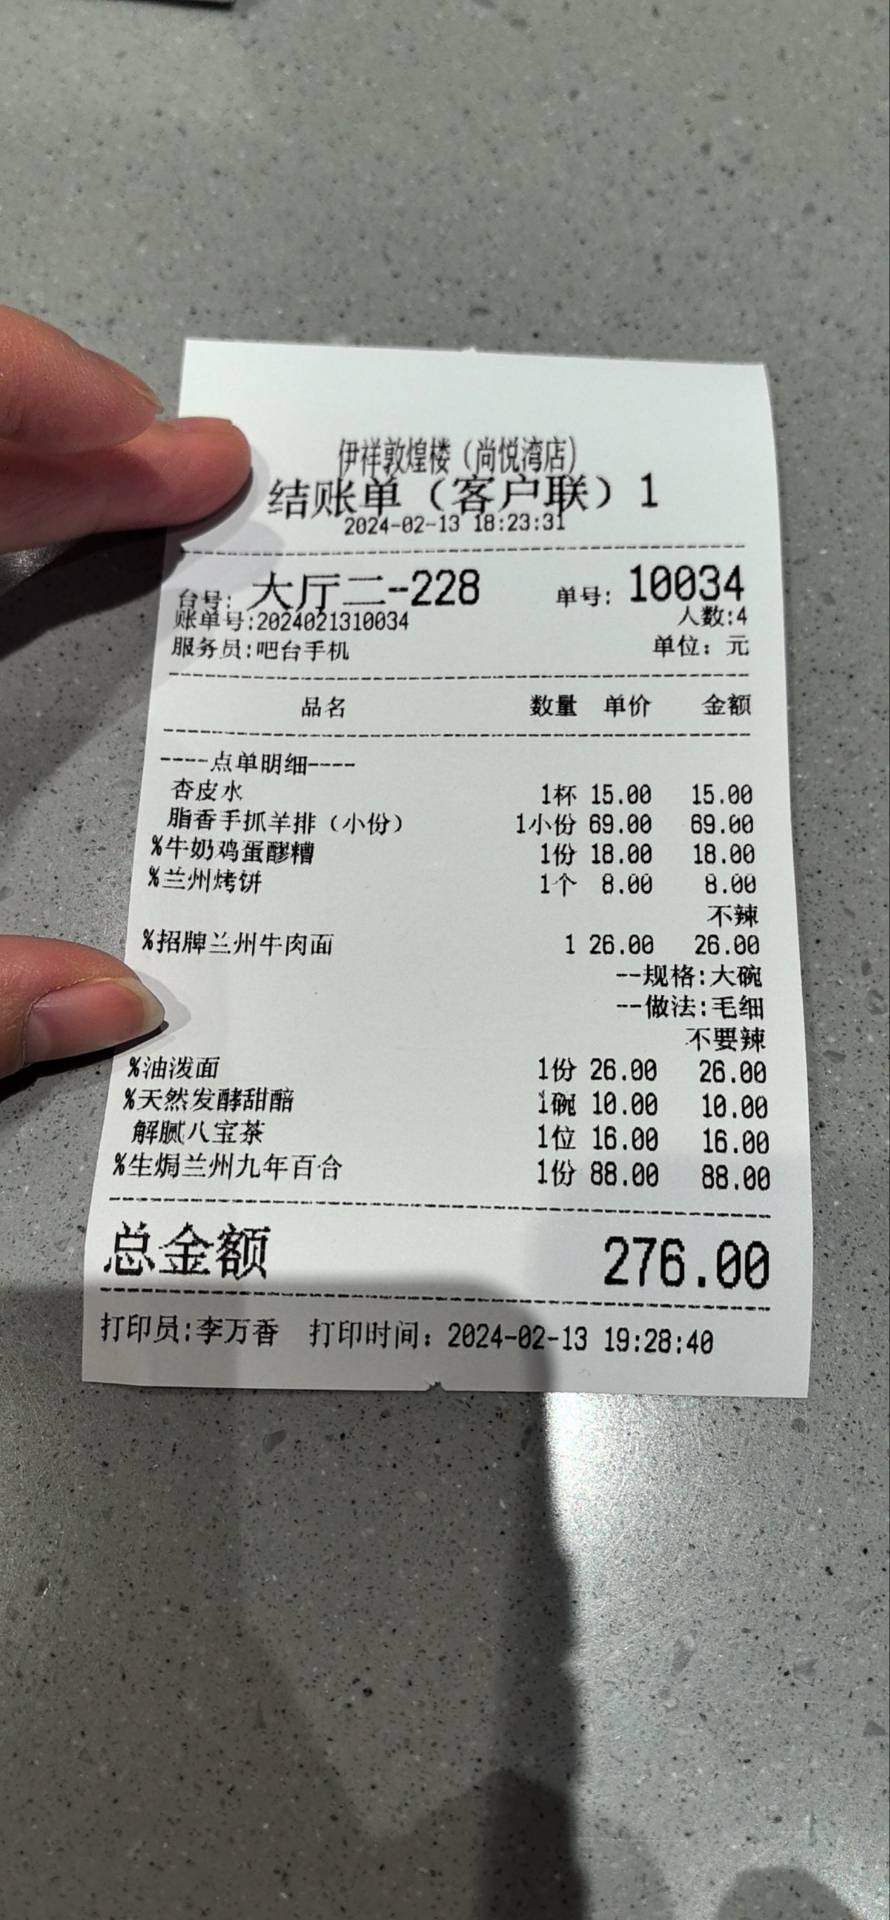 伊祥敦煌楼（尚悦湾店）
结账单（客户联）1
2024-02-13 18:23:31
台号: 大厅二-228 单号: 10034
账单号:2024021310034 人数:4
服务员:吧台手机 单位: 元
品名 数量 单价 金额
----点单明细----
杏皮水 1杯 15.00 15.00
脂香手抓羊排（小份） 1小份 69.00 69.00
%牛奶鸡蛋醪糟 1份 18.00 18.00
%兰州烤饼 1个 8.00 8.00
不辣
%招牌兰州牛肉面 1 26.00 26.00
--规格:大碗
--做法:毛细
不要辣
%油泼面 1份 26.00 26.00
%天然发酵甜醅 1碗 10.00 10.00
解腻八宝茶 1位 16.00 16.00
%生焗兰州九年百合 1份 88.00 88.00
总金额 276.00
打印员:李万香 打印时间: 2024-02-13 19:28:40